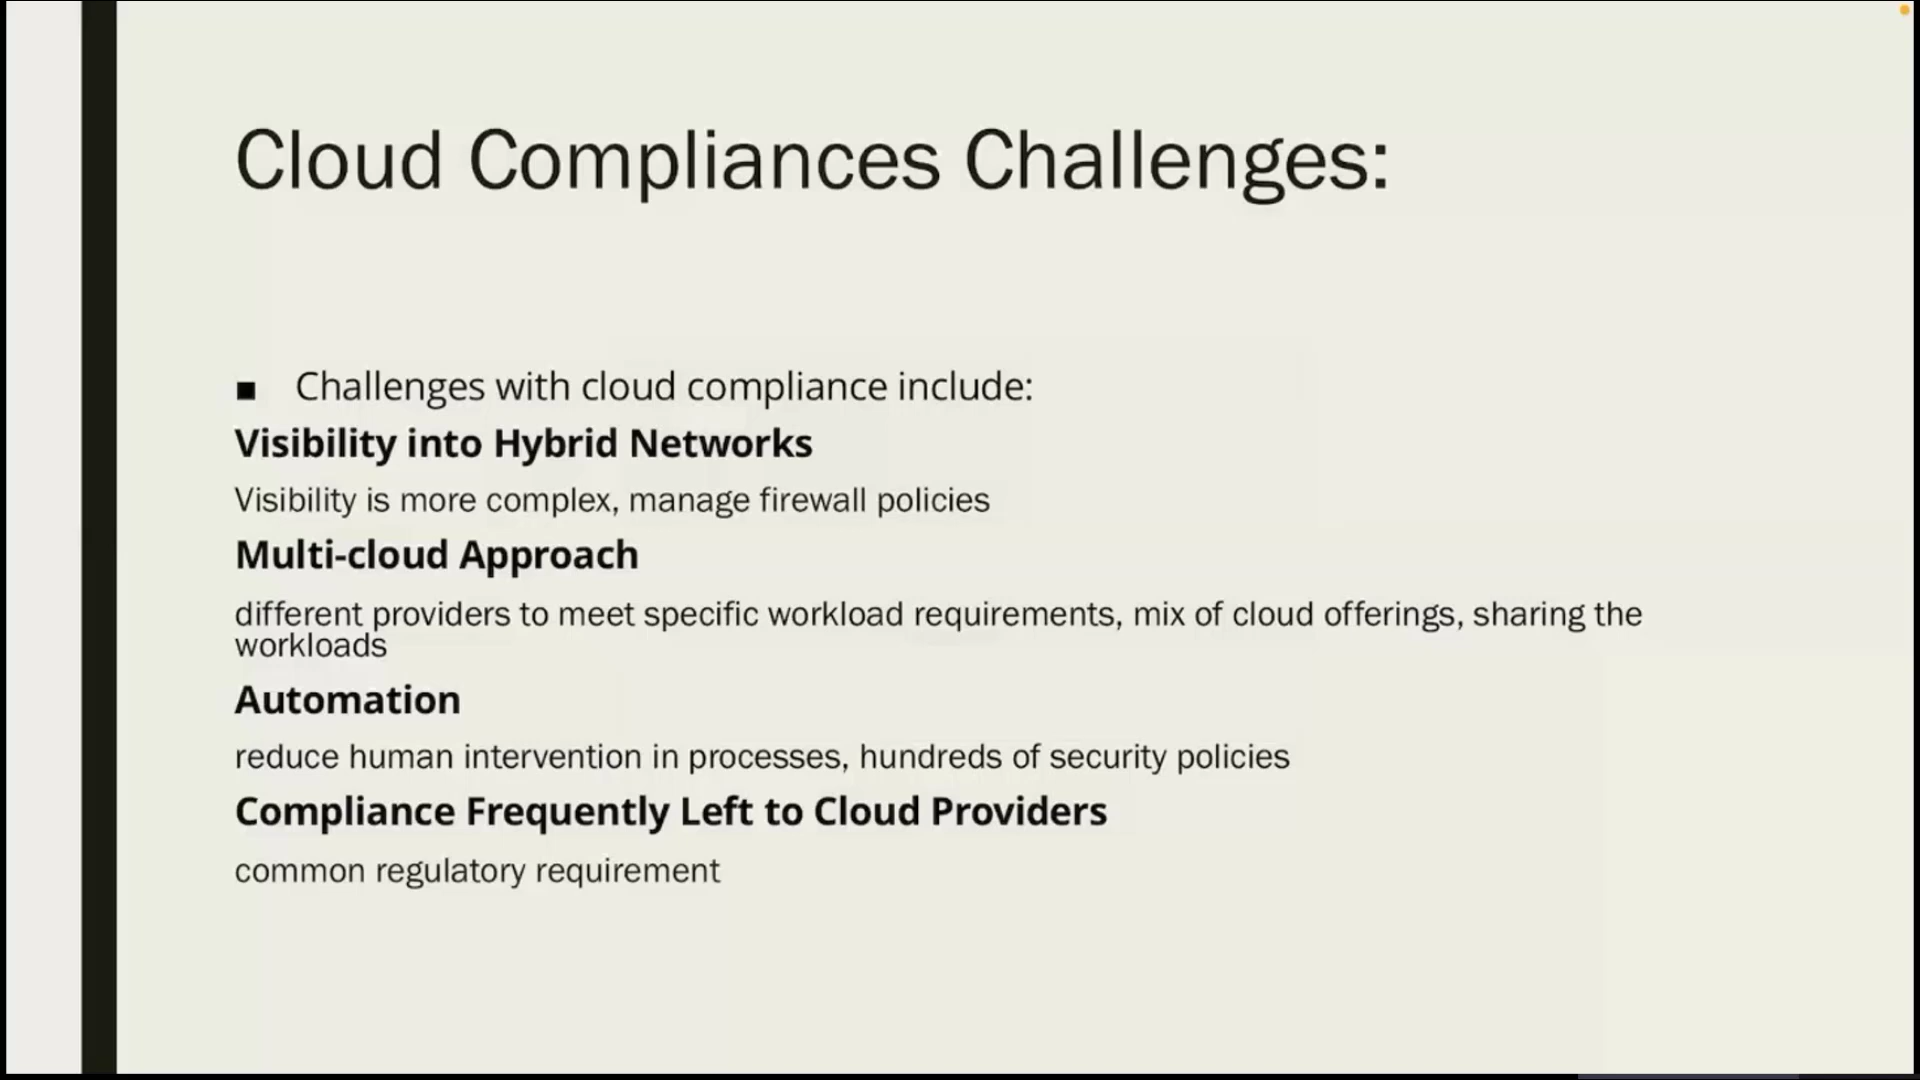 Cloud Compliances Challenges:
■ Challenges with cloud compliance include:
Visibility into Hybrid Networks
Visibility is more complex, manage firewall policies
Multi-cloud Approach
different providers to meet specific workload requirements, mix of cloud offerings, sharing the
workloads
Automation
reduce human intervention in processes, hundreds of security policies
Compliance Frequently Left to Cloud Providers
common regulatory requirement